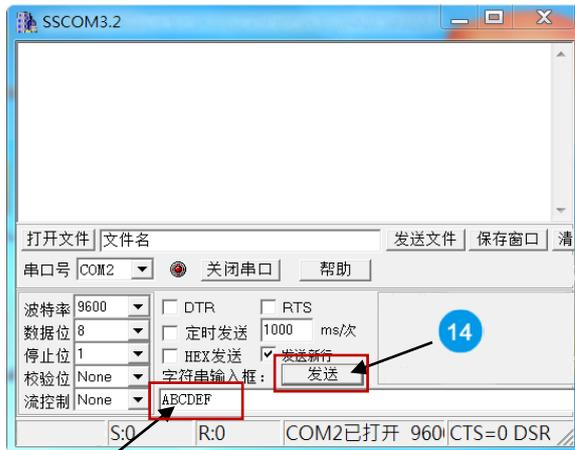 SSCOM3.2
打开文件 文件名 发送文件 保存窗口 清
串口号 COM2 关闭串口 帮助
波特率 9600 DTR RTS
数据位 8 定时发送 1000 ms/次
停止位 1 HEX发送 发送新行
校验位 None 字符串输入框： 发送
流控制 None ABCDEF
14
S:0 R:0 COM2已打开 960 CTS=0 DSR